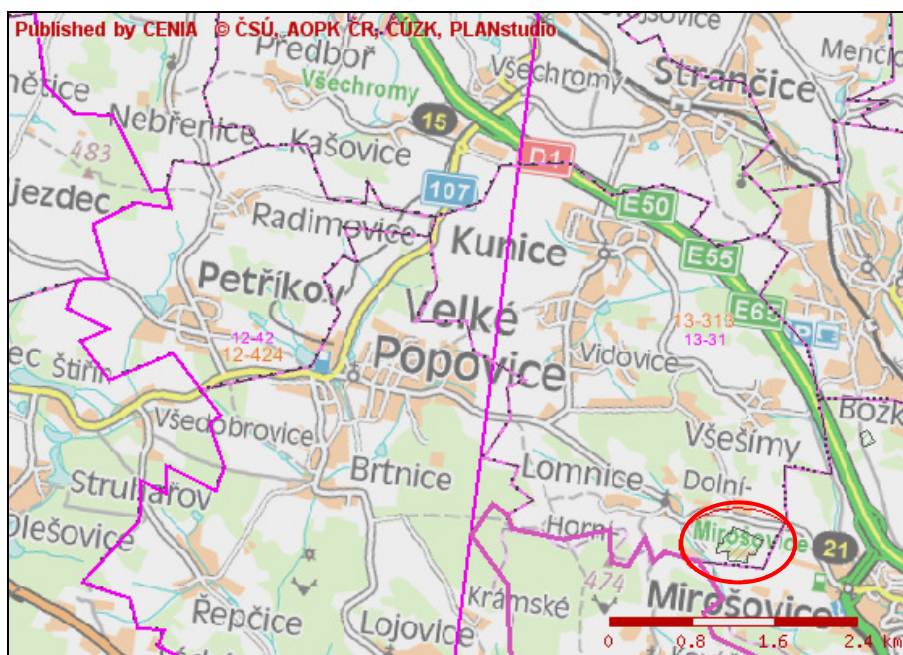 Published by CENIA © ČSÚ, AOPK ČR, ČÚZK, PLANstudio
Předboř
Všechromy
Všechromy
Strančice
Nebřenice
15
Kašovice
483
D1
107
E50
jezdec
Radimovice
Kunice
E55
Petříkov
E65
Velké
12-42
12-424
13-313
13-31
P
Popovice
Vidovice
ec
Štiřín
Všedobrovice
Všešimy
Božk
Brtnice
Lomnice
Dolní-
Struhařov
Horní
Mirošovice
21
Olešovice
474
Krámské
Mirošovice
Řepčice
Lojovice
0 0.8 1.6 2.4 km